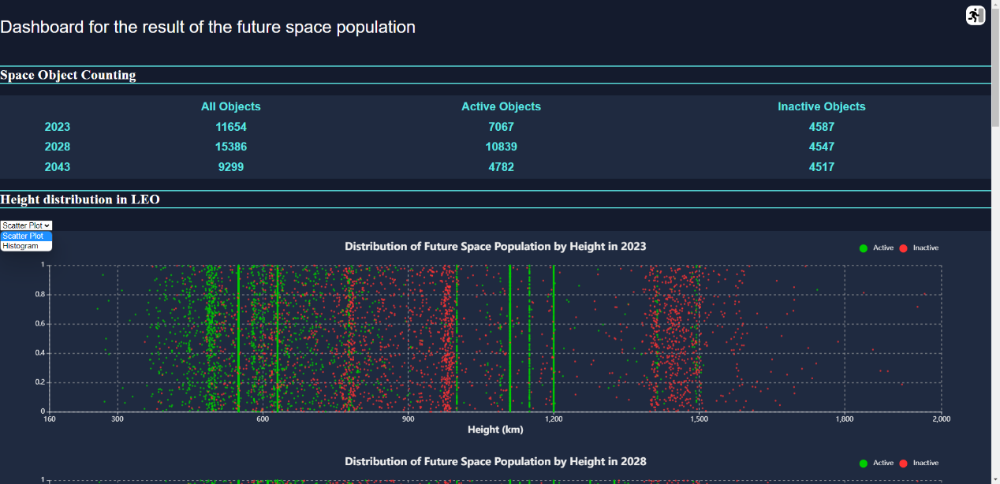 Dashboard for the result of the future space population
Space Object Counting
All Objects Active Objects Inactive Objects
2023 11654 7067 4587
2028 15386 10839 4547
2043 9299 4782 4517
Height distribution in LEO
Scatter Plot
Scatter Plot
Histogram
Distribution of Future Space Population by Height in 2023
Active Inactive
1
0.8
0.6
0.4
0.2
0
160 300 600 900 1,200 1,500 1,800 2,000
Height (km)
Distribution of Future Space Population by Height in 2028
Active Inactive
1